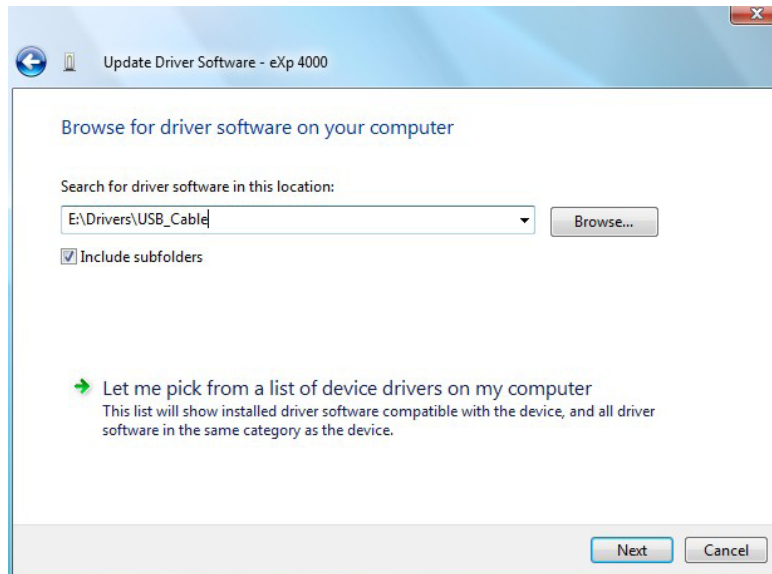 Update Driver Software - eXp 4000
Browse for driver software on your computer
Search for driver software in this location:
E:\Drivers\USB_Cable
Browse...
Include subfolders
Let me pick from a list of device drivers on my computer
This list will show installed driver software compatible with the device, and all driver
software in the same category as the device.
Next
Cancel